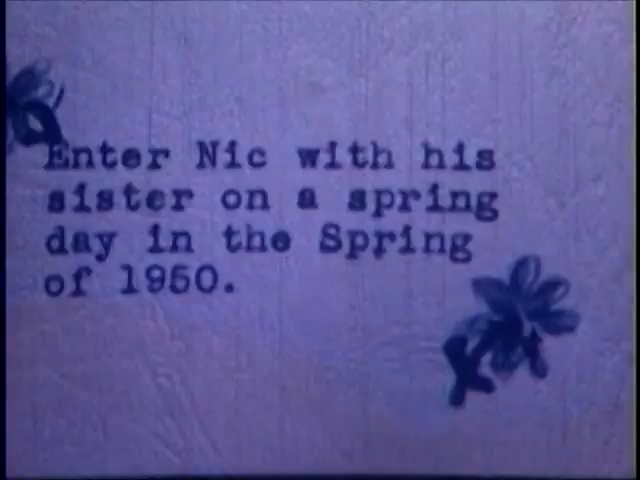 Enter Nic with his
sister on a spring
day in the Spring
of 1950.